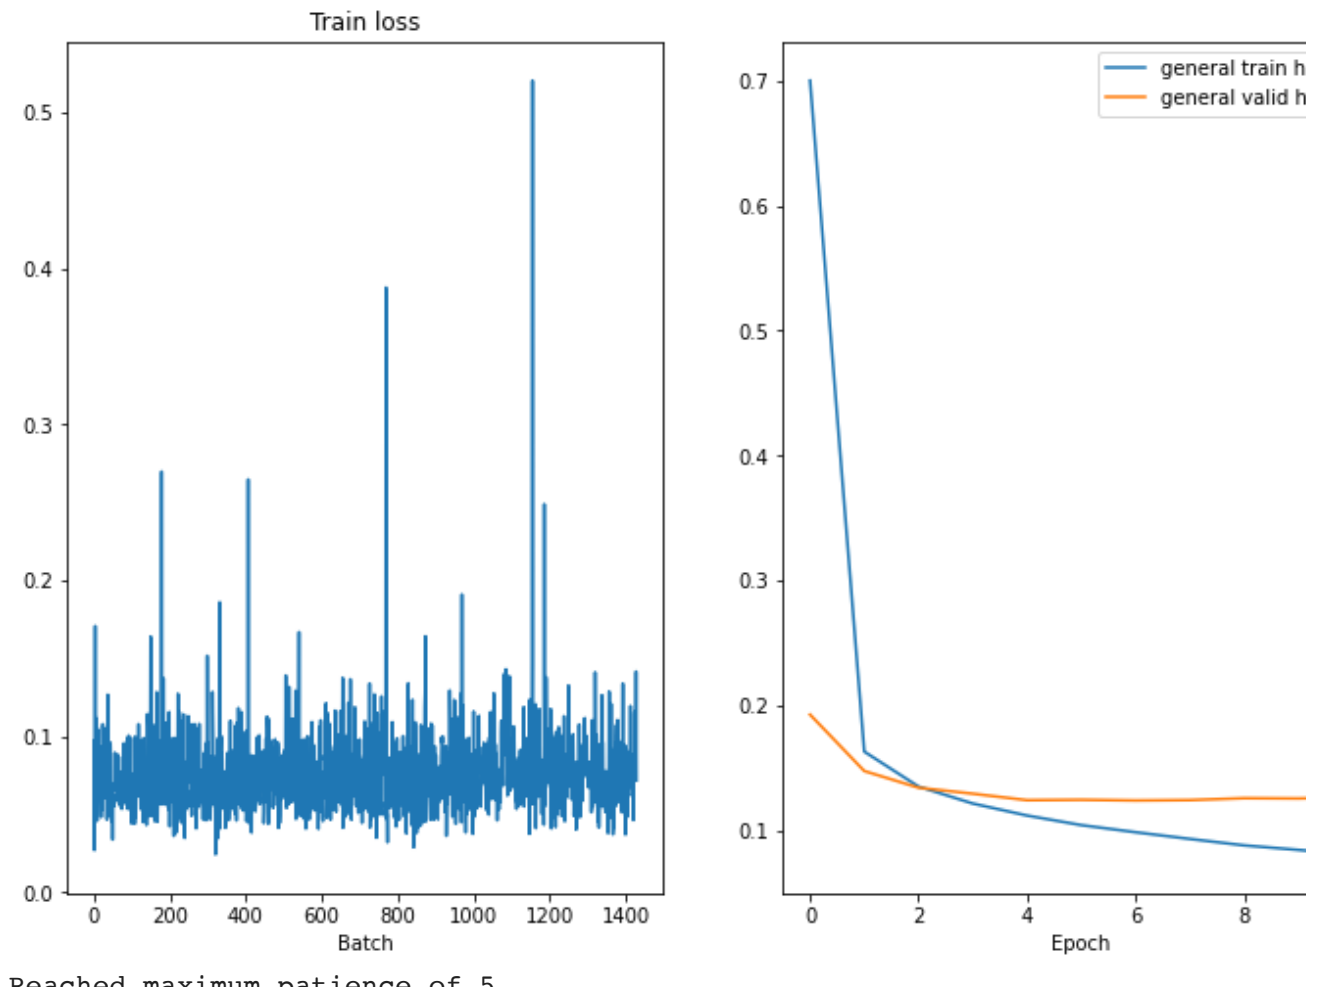 Train loss
0.5
0.4
0.3
0.2
0.1
0.0
0 200 400 600 800 1000 1200 1400
Batch
general train h
general valid h
0.7
0.6
0.5
0.4
0.3
0.2
0.1
0 2 4 6 8
Epoch
Reached maximum patience of 5